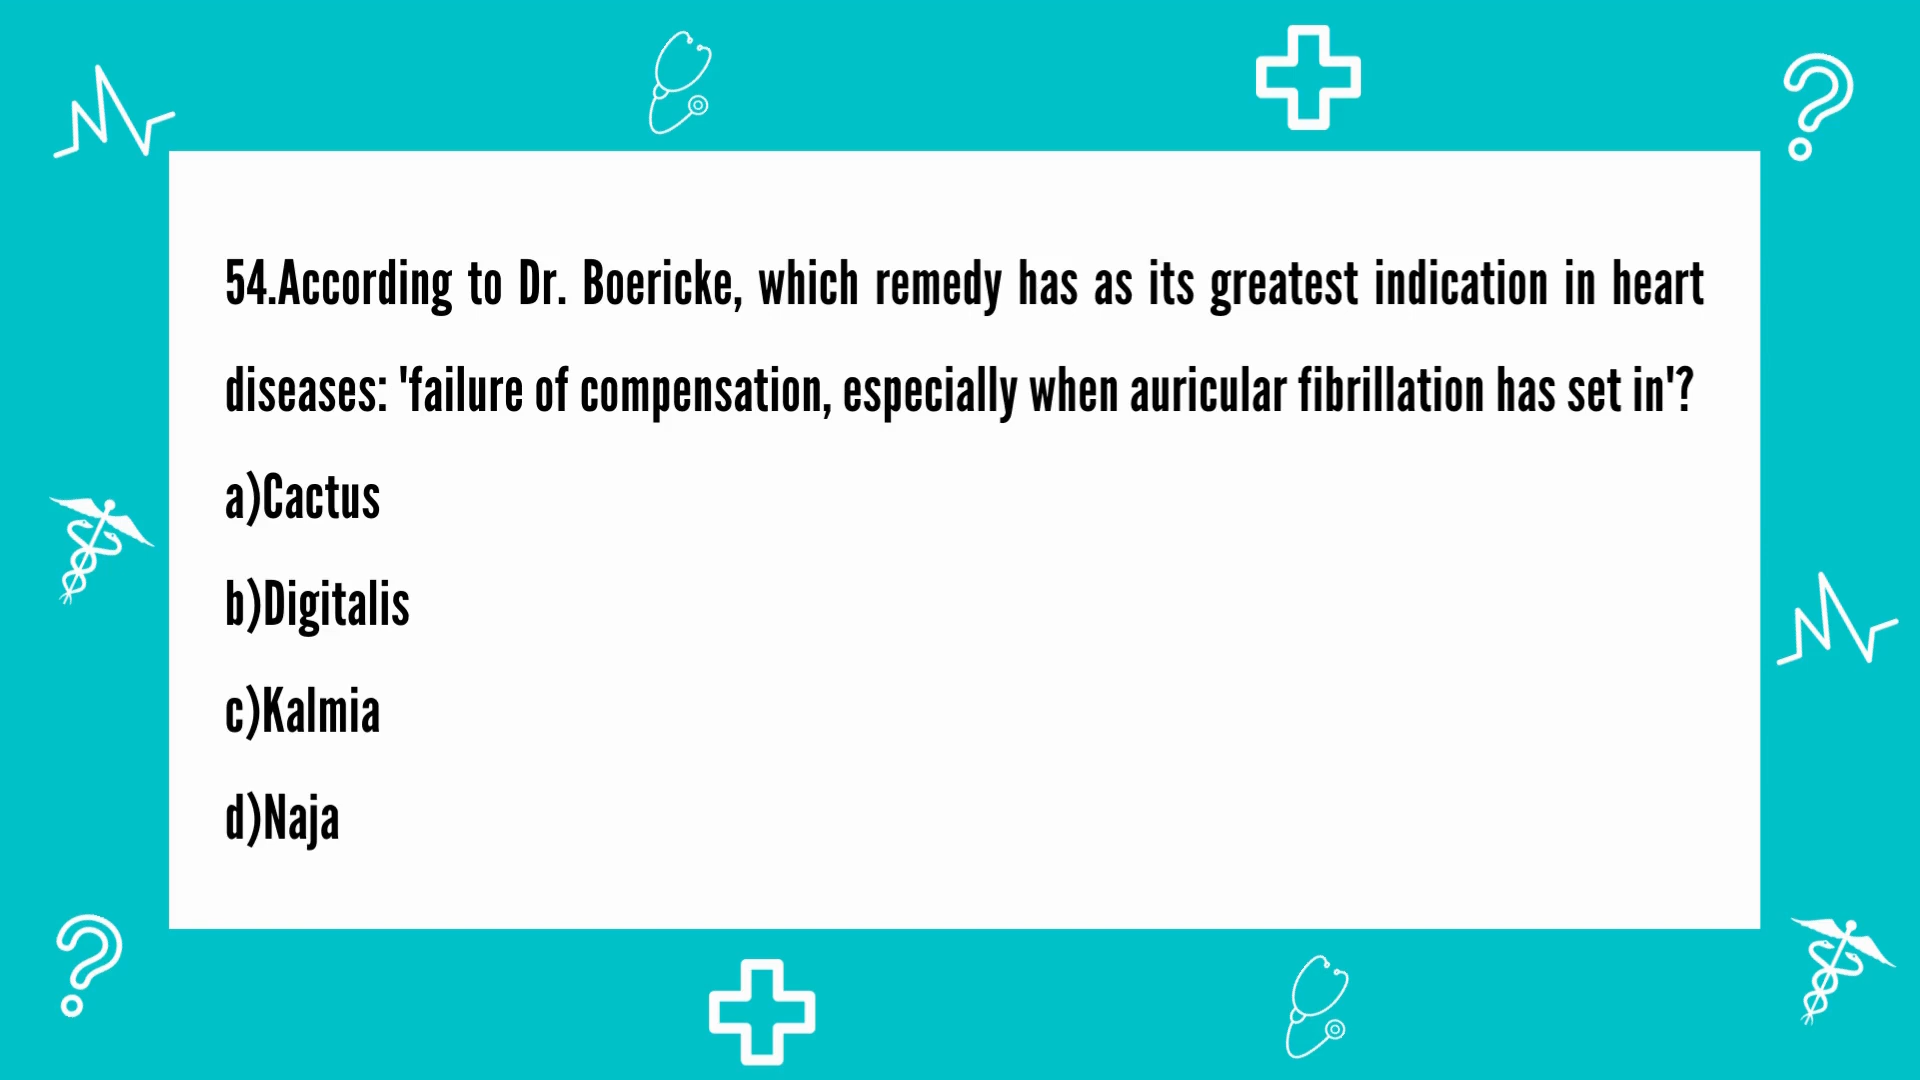 54.According to Dr. Boericke, which remedy has as its greatest indication in heart
diseases: 'failure of compensation, especially when auricular fibrillation has set in'?
a)Cactus
b)Digitalis
c)Kalmia
d)Naja